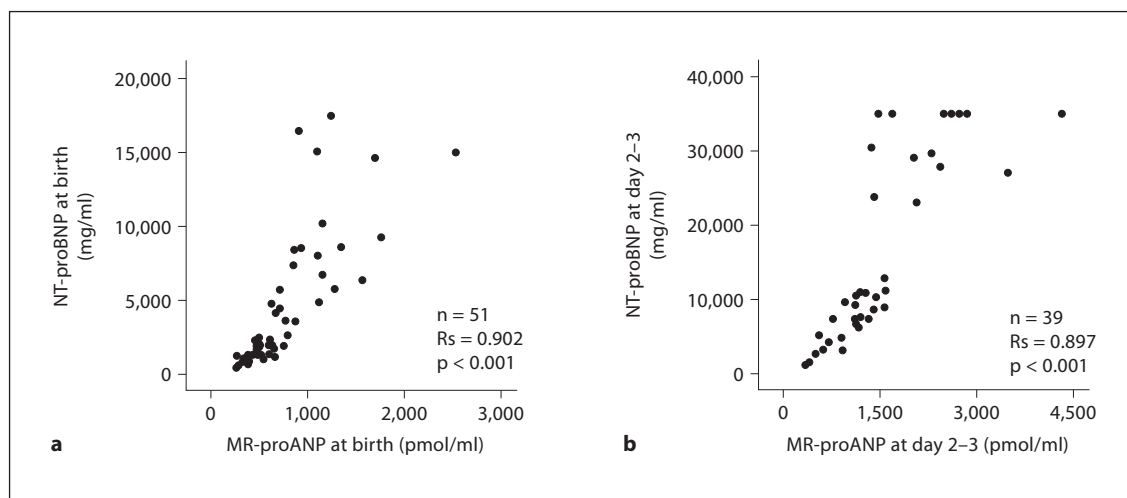 20,000
15,000
10,000
5,000
0
NT-proBNP at birth
(mg/ml)
n = 51
Rs = 0.902
p < 0.001
0
1,000
2,000
3,000
a
MR-proANP at birth (pmol/ml)
40,000
30,000
20,000
10,000
0
NT-proBNP at day 2–3
(mg/ml)
n = 39
Rs = 0.897
p < 0.001
0
1,500
3,000
4,500
b
MR-proANP at day 2–3 (pmol/ml)